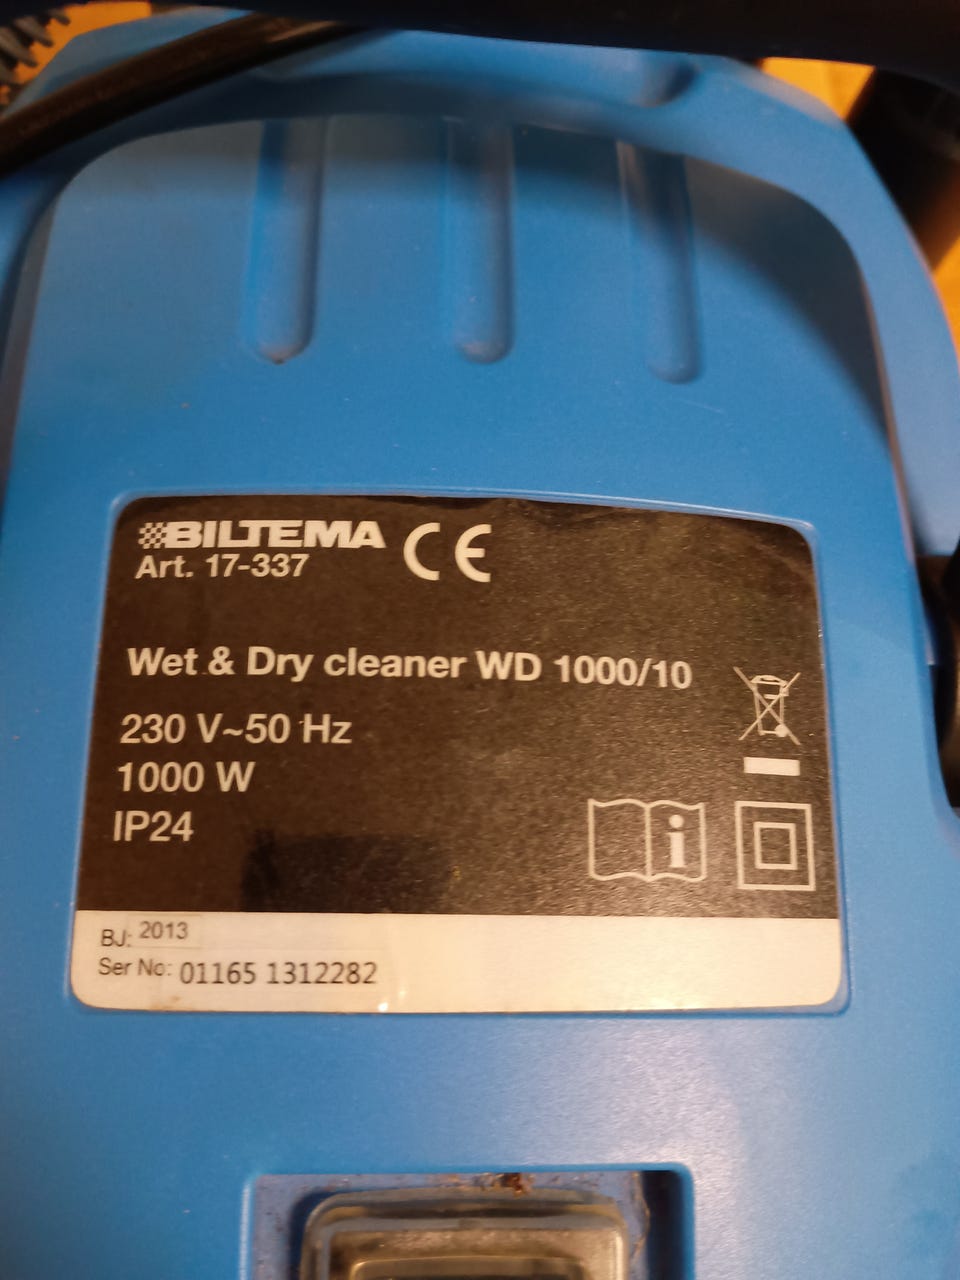 BILTEMA CE
Art. 17-337
Wet & Dry cleaner WD 1000/10
230 V~50 Hz
1000 W
IP24
i
BJ: 2013
Ser No: 01165 1312282